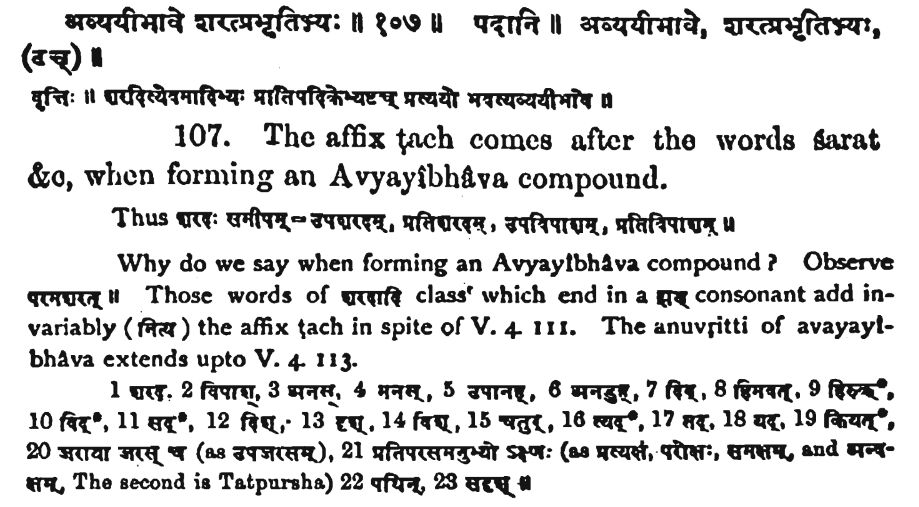 अव्ययीभावे शरत्प्रभृतिभ्यः ॥ १०७ ॥ पदानि ॥ अव्ययीभावे, शरत्प्रभृतिभ्यः,
(टच्) ॥
वृत्तिः ॥ शरदित्येवमादिभ्यः प्रातिपदिकेभ्यष्टच् प्रत्ययो भवत्यव्ययीभावे ॥
107. The affix ṭach comes after the words śarat
&c, when forming an Avyayîbhâva compound.
Thus शरदः समीपम् = उपशरदम्, प्रतिशरदम्, उपविपाशम्, प्रतिविपाशम् ॥
Why do we say when forming an Avyayîbhâva compound? Observe
परमशरत् ॥ Those words of शरदादि class which end in a झय् consonant add in-
variably (नित्य) the affix ṭach in spite of V. 4 111. The anuvṛitti of avayayî-
bhâva extends upto V. 4. 113.
1 शरद्. 2 विपाश्, 3 अनस्, 4 मनस्, 5 उपानह्, 6 अनडुह्, 7 दिव्, 8 हिमवत्, 9 हिरुक्*,
10 विद्*, 11 सद्*, 12 दिश्, 13 दृश्, 14 विश्, 15 चतुर्, 16 त्यद्*, 17 तद्, 18 यद्, 19 कियत्*,
20 जराया जरस् च (as उपजरसम्), 21 प्रतिपरसमनुभ्यो ऽक्ष्णः (as प्रत्यक्षं, परोक्षः, समक्षम्, and अन्व-
क्षम्, The second is Tatpursha) 22 पथिन्, 23 सदृश् ॥